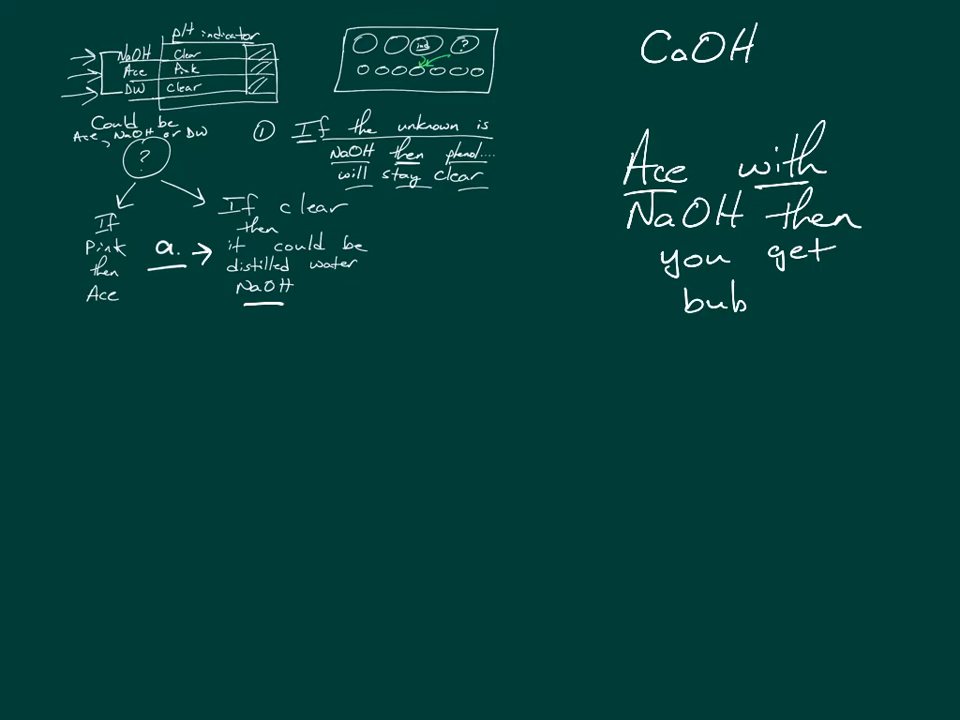 pH indicator
NaOH Clear
Ace Pink
DW Clear
ind ?
Could be
Ace, NaOH or DW
?
① If the unknown is
NaOH then phenol....
will stay clear
If
Pink
then
Ace
a.
If clear
then
it could be
distilled water
NaOH
CaOH
Ace with
NaOH then
you get
bub